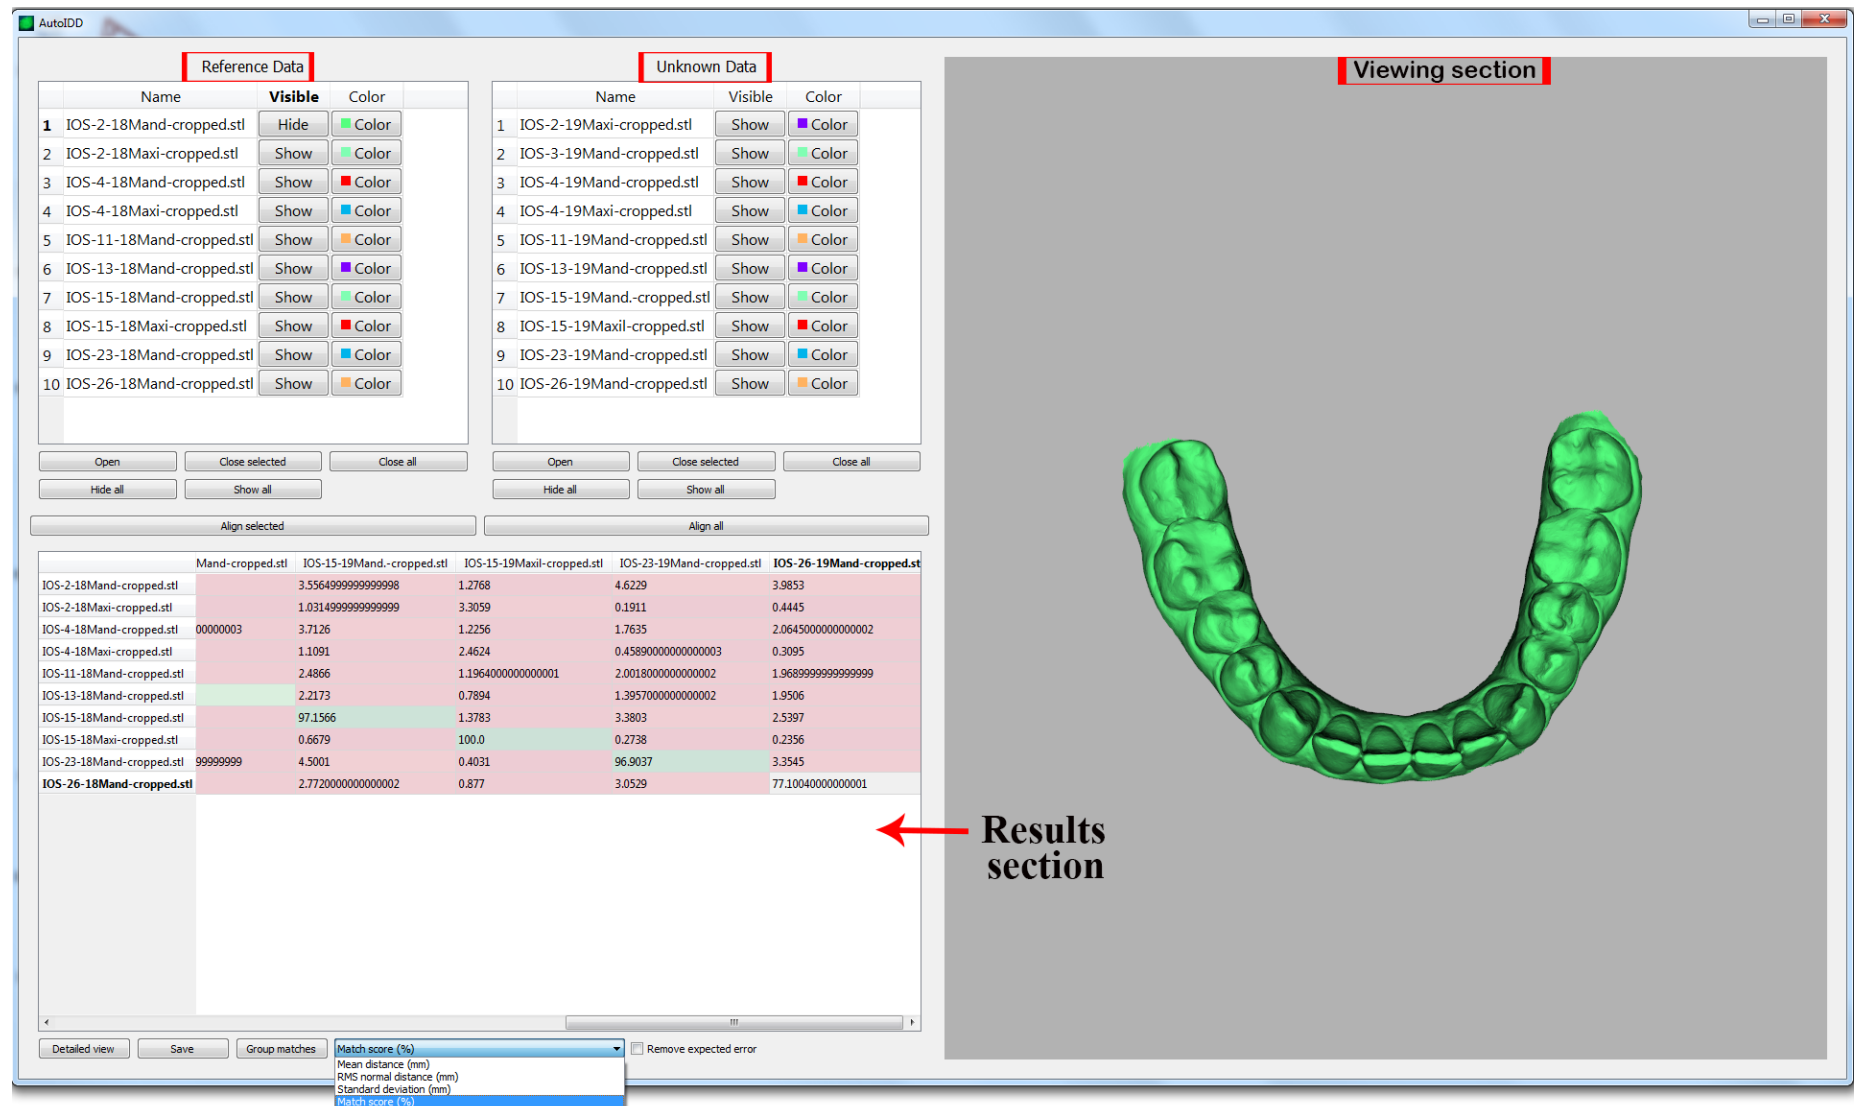 AutoIDD
Reference Data
Name Visible Color
1 IOS-2-18Mand-cropped.stl Hide Color
2 IOS-2-18Maxi-cropped.stl Show Color
3 IOS-4-18Mand-cropped.stl Show Color
4 IOS-4-18Maxi-cropped.stl Show Color
5 IOS-11-18Mand-cropped.stl Show Color
6 IOS-13-18Mand-cropped.stl Show Color
7 IOS-15-18Mand-cropped.stl Show Color
8 IOS-15-18Maxi-cropped.stl Show Color
9 IOS-23-18Mand-cropped.stl Show Color
10 IOS-26-18Mand-cropped.stl Show Color
Open Close selected Close all
Hide all Show all
Unknown Data
Name Visible Color
1 IOS-2-19Maxi-cropped.stl Show Color
2 IOS-3-19Mand-cropped.stl Show Color
3 IOS-4-19Mand-cropped.stl Show Color
4 IOS-4-19Maxi-cropped.stl Show Color
5 IOS-11-19Mand-cropped.stl Show Color
6 IOS-13-19Mand-cropped.stl Show Color
7 IOS-15-19Mand.-cropped.stl Show Color
8 IOS-15-19Maxil-cropped.stl Show Color
9 IOS-23-19Mand-cropped.stl Show Color
10 IOS-26-19Mand-cropped.stl Show Color
Open Close selected Close all
Hide all Show all
Align selected Align all
Mand-cropped.stl IOS-15-19Mand.-cropped.stl IOS-15-19Maxil-cropped.stl IOS-23-19Mand-cropped.stl IOS-26-19Mand-cropped.st
IOS-2-18Mand-cropped.stl 3.5564999999999998 1.2768 4.6229 3.9853
IOS-2-18Maxi-cropped.stl 1.0314999999999999 3.3059 0.1911 0.4445
IOS-4-18Mand-cropped.stl 00000003 3.7126 1.2256 1.7635 2.0645000000000002
IOS-4-18Maxi-cropped.stl 1.1091 2.4624 0.45890000000000003 0.3095
IOS-11-18Mand-cropped.stl 2.4866 1.1964000000000001 2.0018000000000002 1.9689999999999999
IOS-13-18Mand-cropped.stl 2.2173 0.7894 1.3957000000000002 1.9506
IOS-15-18Mand-cropped.stl 97.1566 1.3783 3.3803 2.5397
IOS-15-18Maxi-cropped.stl 0.6679 100.0 0.2738 0.2356
IOS-23-18Mand-cropped.stl 99999999 4.5001 0.4031 96.9037 3.3545
IOS-26-18Mand-cropped.stl 2.7720000000000002 0.877 3.0529 77.10040000000001
Detailed view Save Group matches Match score (%) Remove expected error
Mean distance (mm)
RMS normal distance (mm)
Standard deviation (mm)
Match score (%)
Viewing section
Results
section